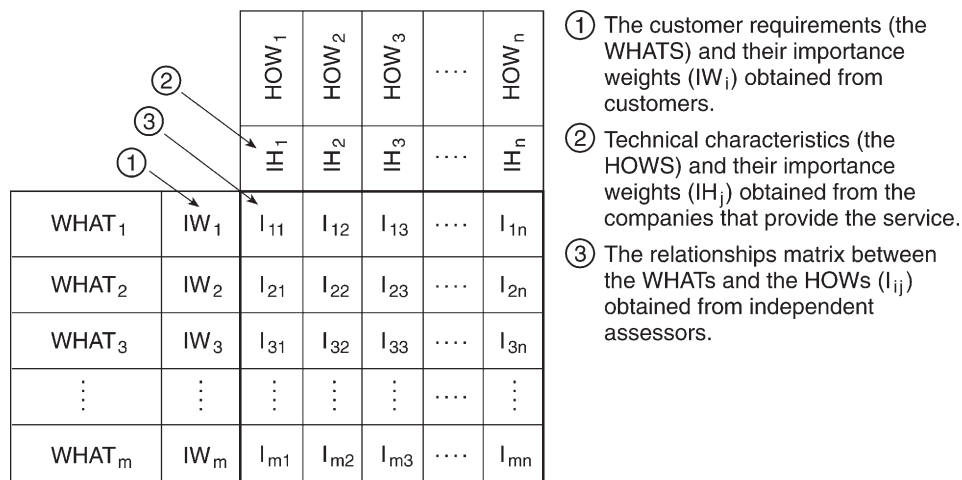 HOW₁ HOW₂ HOW₃ .... HOWₙ
② IH₁ IH₂ IH₃ .... IHₙ
③
①
WHAT₁ IW₁ I₁₁ I₁₂ I₁₃ .... I₁ₙ
WHAT₂ IW₂ I₂₁ I₂₂ I₂₃ .... I₂ₙ
WHAT₃ IW₃ I₃₁ I₃₂ I₃₃ .... I₃ₙ
⋮ ⋮ ⋮ ⋮ ⋮ .... ⋮
WHATₘ IWₘ Iₘ₁ Iₘ₂ Iₘ₃ .... Iₘₙ
① The customer requirements (the
WHATS) and their importance
weights (IWᵢ) obtained from
customers.
② Technical characteristics (the
HOWS) and their importance
weights (IHⱼ) obtained from the
companies that provide the service.
③ The relationships matrix between
the WHATs and the HOWs (Iᵢⱼ)
obtained from independent
assessors.